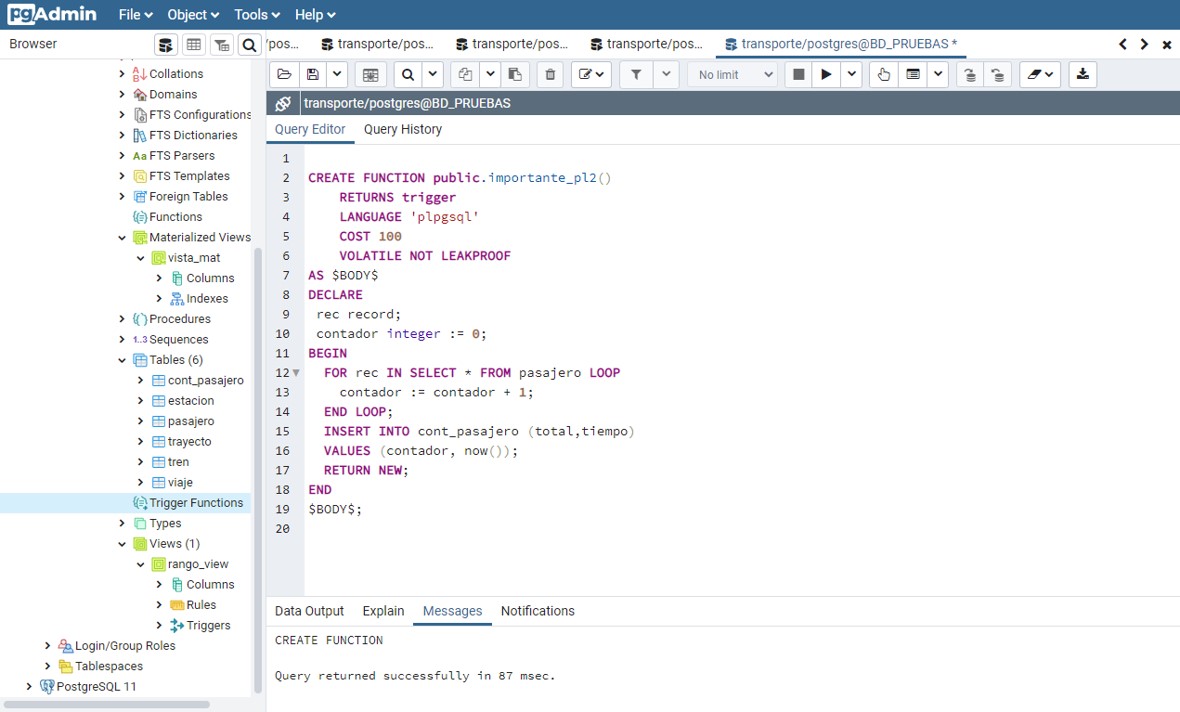 pgAdmin File Object Tools Help
Browser
/pos... transporte/pos... transporte/pos... transporte/pos... transporte/postgres@BD_PRUEBAS *
No limit
transporte/postgres@BD_PRUEBAS
Query Editor Query History
Collations
Domains
FTS Configurations
FTS Dictionaries
Aa FTS Parsers
FTS Templates
Foreign Tables
Functions
Materialized Views
vista_mat
Columns
Indexes
Procedures
1..3 Sequences
Tables (6)
cont_pasajero
estacion
pasajero
trayecto
tren
viaje
Trigger Functions
Types
Views (1)
rango_view
Columns
Rules
Triggers
Login/Group Roles
Tablespaces
PostgreSQL 11
1
2 CREATE FUNCTION public.importante_pl2()
3 RETURNS trigger
4 LANGUAGE 'plpgsql'
5 COST 100
6 VOLATILE NOT LEAKPROOF
7 AS $BODY$
8 DECLARE
9 rec record;
10 contador integer := 0;
11 BEGIN
12 FOR rec IN SELECT * FROM pasajero LOOP
13 contador := contador + 1;
14 END LOOP;
15 INSERT INTO cont_pasajero (total,tiempo)
16 VALUES (contador, now());
17 RETURN NEW;
18 END
19 $BODY$;
20
Data Output Explain Messages Notifications
CREATE FUNCTION
Query returned successfully in 87 msec.